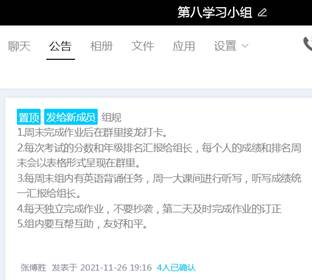 第八学习小组
聊天 公告 相册 文件 应用 设置
置顶 发给新成员 组规
1.周末完成作业后在群里接龙打卡。
2.每次考试的分数和年级排名汇报给组长，每个人的成绩和排名周
末会以表格形式呈现在群里。
3.每周末组内有英语背诵任务，周一大课间进行听写，听写成绩统
一汇报给组长。
4.每天独立完成作业，不要抄袭，第二天及时完成作业的订正
5.组内要互帮互助，友好和平。
张博胜 发表于 2021-11-26 19:16 4人已确认